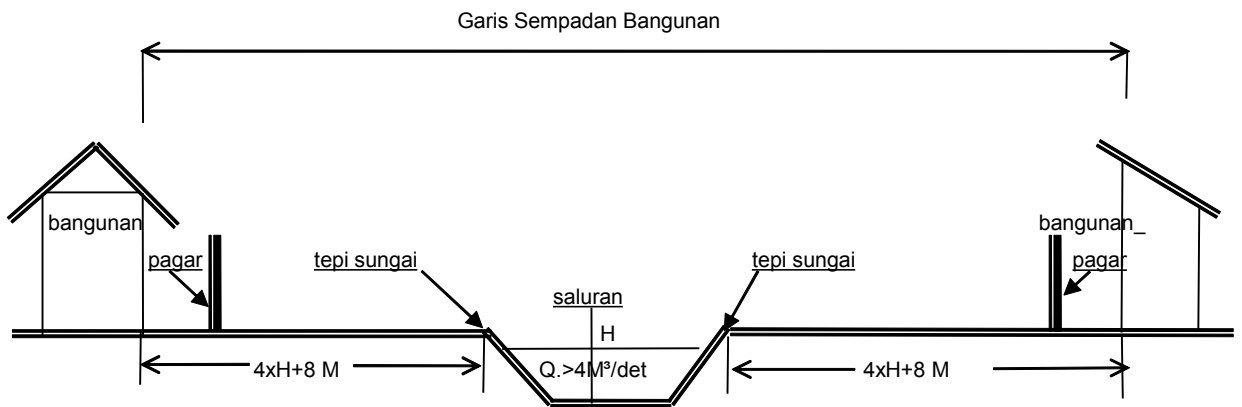 Garis Sempadan Bangunan
bangunan
bangunan_
pagar
tepi sungai
tepi sungai
pagar
saluran
H
4xH+8 M
Q.>4M³/det
4xH+8 M